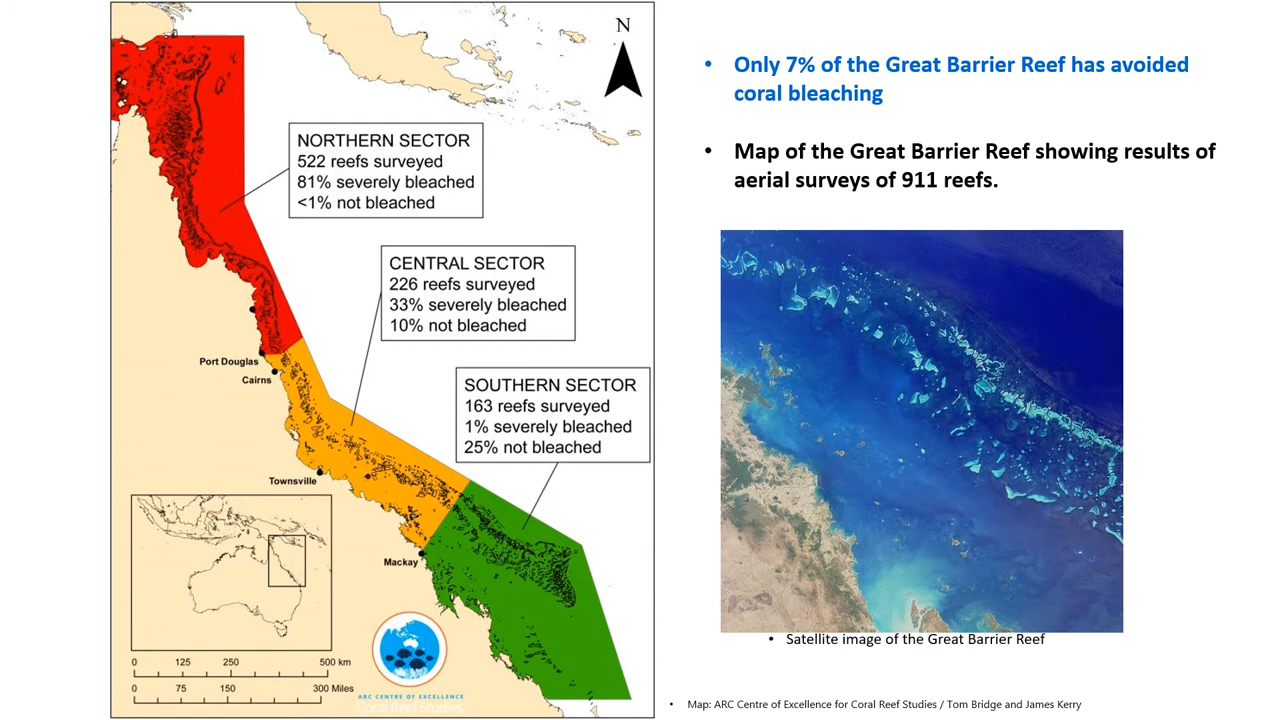 N
NORTHERN SECTOR
522 reefs surveyed
81% severely bleached
<1% not bleached
CENTRAL SECTOR
226 reefs surveyed
33% severely bleached
10% not bleached
SOUTHERN SECTOR
163 reefs surveyed
1% severely bleached
25% not bleached
Port Douglas
Cairns
Townsville
Mackay
0 125 250 500 km
0 75 150 300 Miles
ARC CENTRE OF EXCELLENCE
Coral Reef Studies
• Only 7% of the Great Barrier Reef has avoided
coral bleaching
• Map of the Great Barrier Reef showing results of
aerial surveys of 911 reefs.
• Satellite image of the Great Barrier Reef
• Map: ARC Centre of Excellence for Coral Reef Studies / Tom Bridge and James Kerry